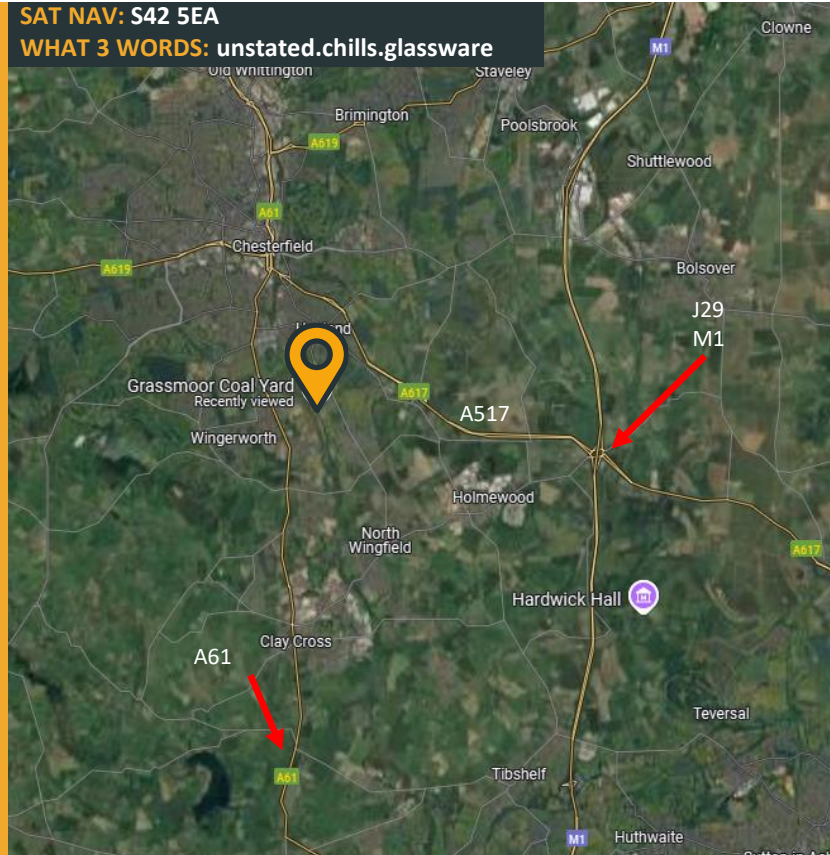 SAT NAV: S42 5EA
WHAT 3 WORDS: unstated.chills.glassware
M1
Clowne
Old Whittington
Staveley
Brimington
Poolsbrook
A619
Shuttlewood
A61
Chesterfield
A619
Bolsover
J29
M1
Grassmoor Coal Yard
Recently viewed
A617
A517
Wingerworth
Holmewood
North
Wingfield
A617
Hardwick Hall
Clay Cross
A61
Teversal
A61
Tibshelf
M1
Huthwaite